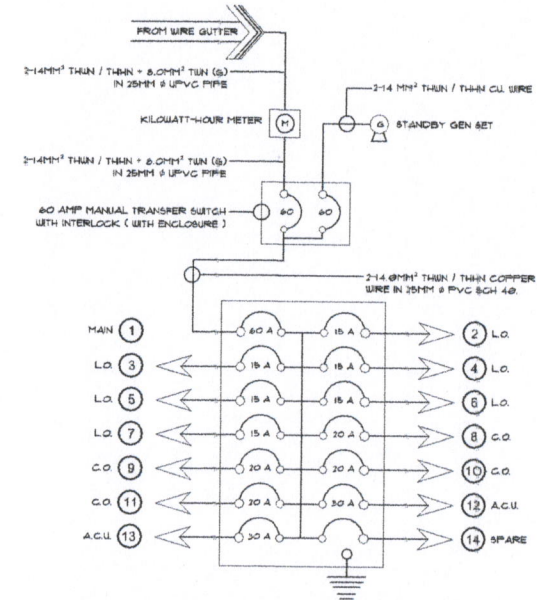 FROM WIRE GUTTER
2-14MM² THWN / THHN + 8.0MM² TWN (G)
IN 25MM Ø UPVC PIPE
2-14 MM² THWN / THHN CU. WIRE
KILOWATT-HOUR METER
M
G
STANDBY GEN SET
2-14MM² THWN / THHN + 8.0MM² TWN (G)
IN 25MM Ø UPVC PIPE
60 AMP MANUAL TRANSFER SWITCH
WITH INTERLOCK ( WITH ENCLOSURE )
60
60
2-14.0MM² THWN / THHN COPPER
WIRE IN 25MM Ø PVC SCH 40.
MAIN 1 60 A 15 A 2 L.O.
L.O. 3 15 A 15 A 4 L.O.
L.O. 5 15 A 15 A 6 L.O.
L.O. 7 15 A 20 A 8 C.O.
C.O. 9 20 A 20 A 10 C.O.
C.O. 11 20 A 30 A 12 A.C.U.
A.C.U. 13 30 A 14 SPARE